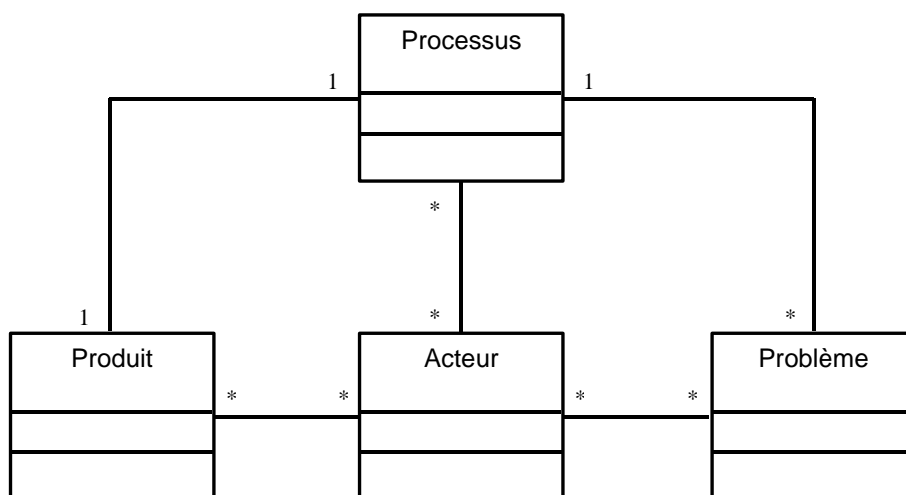 Processus
1 1
*
1 * *
Produit Acteur Problème
* * * *